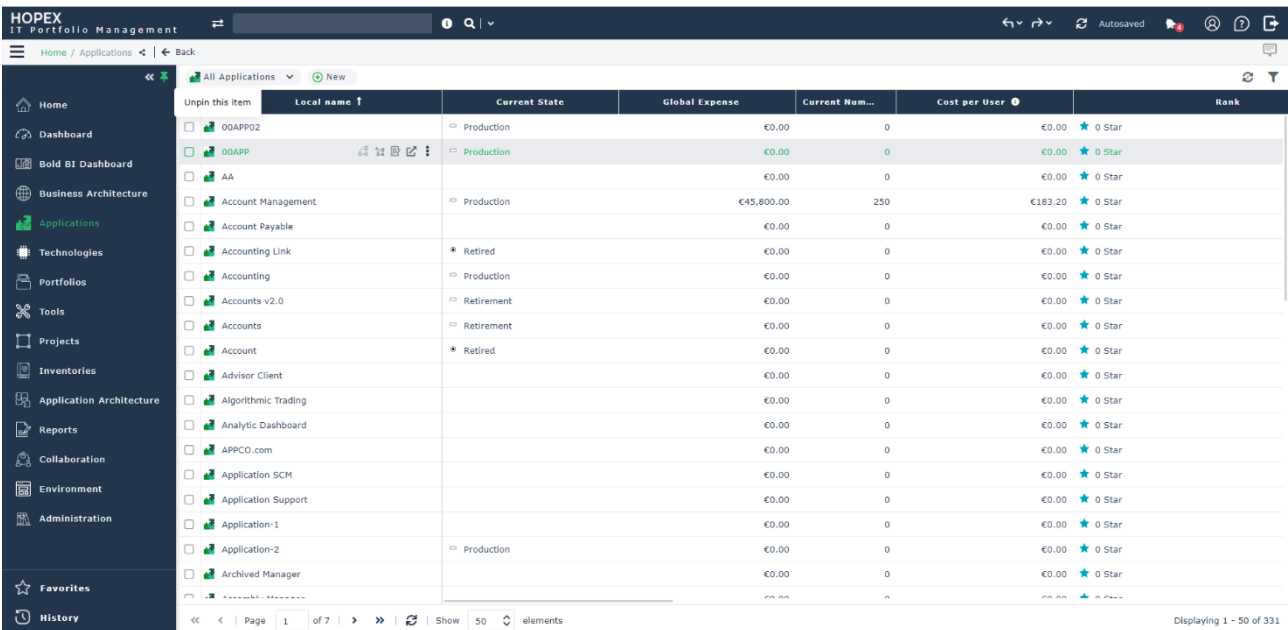 HOPEX
IT Portfolio Management
Autosaved
4
Home / Applications
Back
All Applications
New
Unpin this item
Local name Current State Global Expense Current Num... Cost per User Rank
Home
Dashboard
Bold BI Dashboard
Business Architecture
Applications
Technologies
Portfolios
Tools
Projects
Inventories
Application Architecture
Reports
Collaboration
Environment
Administration
Favorites
History
00APP02 Production €0.00 0 €0.00 0 Star
00APP Production €0.00 0 €0.00 0 Star
AA €0.00 0 €0.00 0 Star
Account Management Production €45,800.00 250 €183.20 0 Star
Account Payable €0.00 0 €0.00 0 Star
Accounting Link Retired €0.00 0 €0.00 0 Star
Accounting Production €0.00 0 €0.00 0 Star
Accounts v2.0 Retirement €0.00 0 €0.00 0 Star
Accounts Retirement €0.00 0 €0.00 0 Star
Account Retired €0.00 0 €0.00 0 Star
Advisor Client €0.00 0 €0.00 0 Star
Algorithmic Trading €0.00 0 €0.00 0 Star
Analytic Dashboard €0.00 0 €0.00 0 Star
APPCO.com €0.00 0 €0.00 0 Star
Application SCM €0.00 0 €0.00 0 Star
Application Support €0.00 0 €0.00 0 Star
Application-1 €0.00 0 €0.00 0 Star
Application-2 Production €0.00 0 €0.00 0 Star
Archived Manager €0.00 0 €0.00 0 Star
Page 1 of 7 Show 50 elements
Displaying 1 - 50 of 331